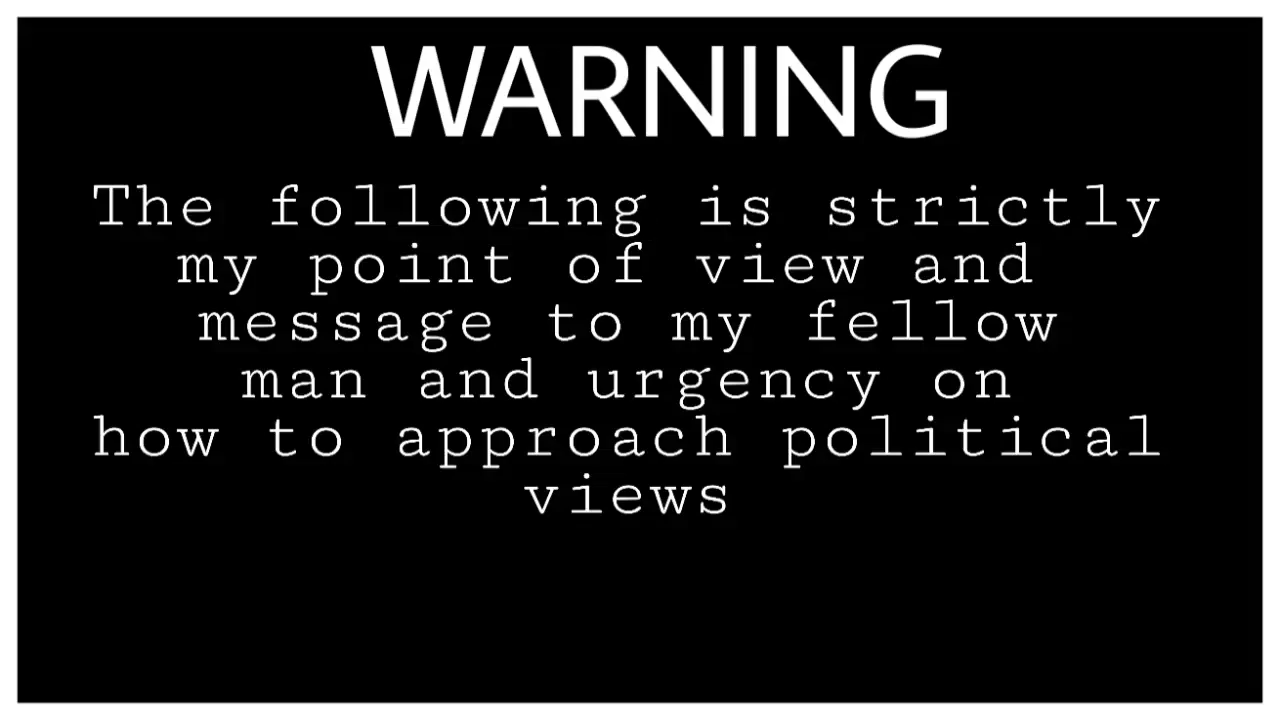 WARNING
The following is strictly
my point of view and
message to my fellow
man and urgency on
how to approach political
views